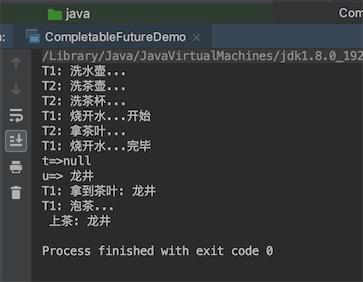 java
Com
n:
CompletableFutureDemo
/Library/Java/JavaVirtualMachines/jdk1.8.0_192
T1: 洗水壶...
T2: 洗茶壶...
T2: 洗茶杯...
T1: 烧开水...开始
T2: 拿茶叶...
T1: 烧开水...完毕
t=>null
u=> 龙井
T1: 拿到茶叶: 龙井
T1: 泡茶...
上茶: 龙井
Process finished with exit code 0